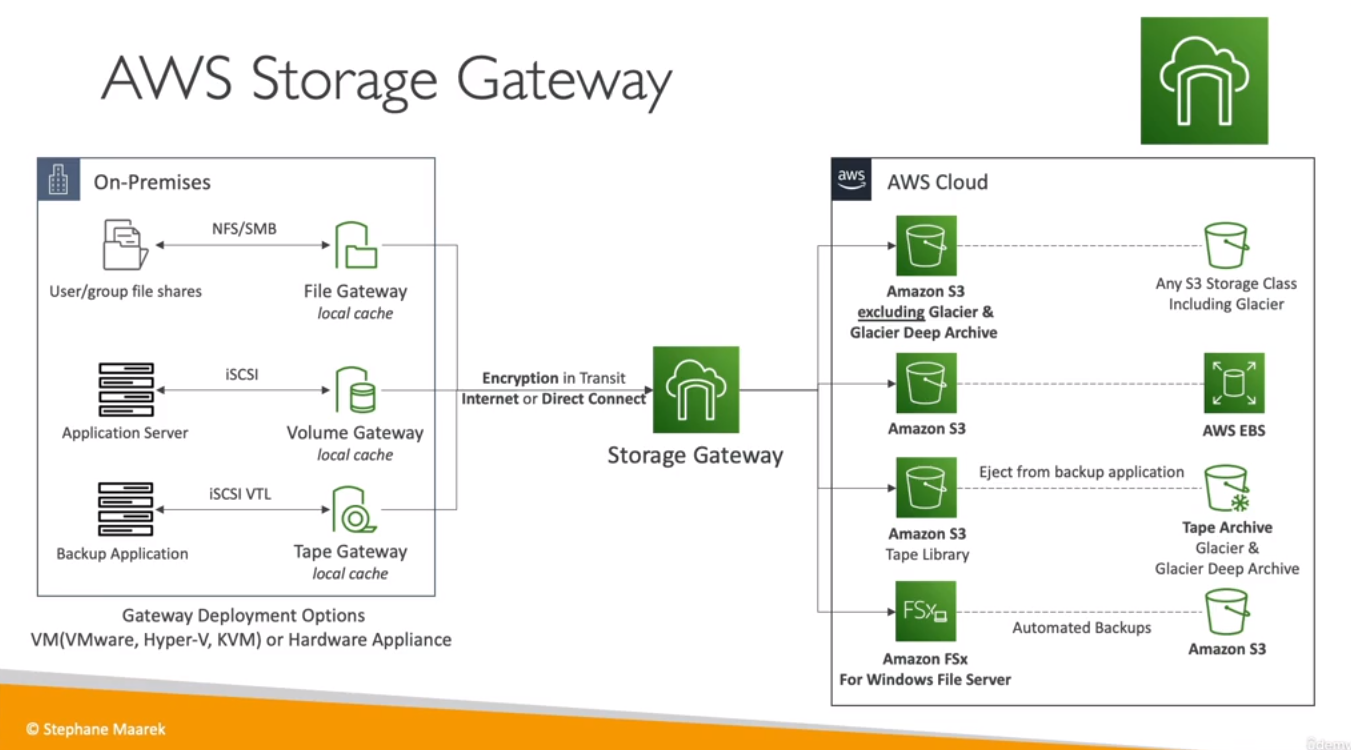 AWS Storage Gateway
On-Premises
NFS/SMB
User/group file shares
File Gateway
local cache
iSCSI
Application Server
Volume Gateway
local cache
iSCSI VTL
Backup Application
Tape Gateway
local cache
Gateway Deployment Options
VM(VMware, Hyper-V, KVM) or Hardware Appliance
Encryption in Transit
Internet or Direct Connect
Storage Gateway
aws
AWS Cloud
Amazon S3
excluding Glacier &
Glacier Deep Archive
Any S3 Storage Class
Including Glacier
Amazon S3
AWS EBS
Amazon S3
Tape Library
Eject from backup application
Tape Archive
Glacier &
Glacier Deep Archive
FSx
Amazon FSx
For Windows File Server
Automated Backups
Amazon S3
© Stephane Maarek